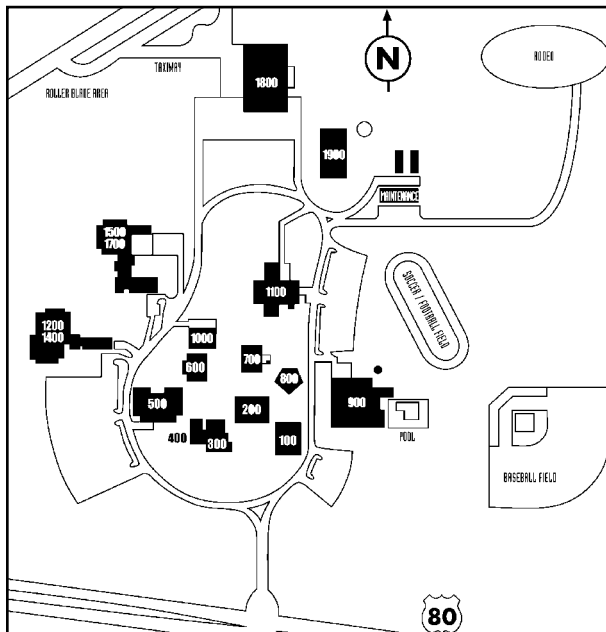 N
RODEO
TAXIWAY
ROLLER BLADE AREA
1800
1900
MAINTENANCE
1500
1700
1100
SOCCER / FOOTBALL FIELD
1200
1400
1000
700
600
800
500
900
200
400
300
100
POOL
BASEBALL FIELD
80